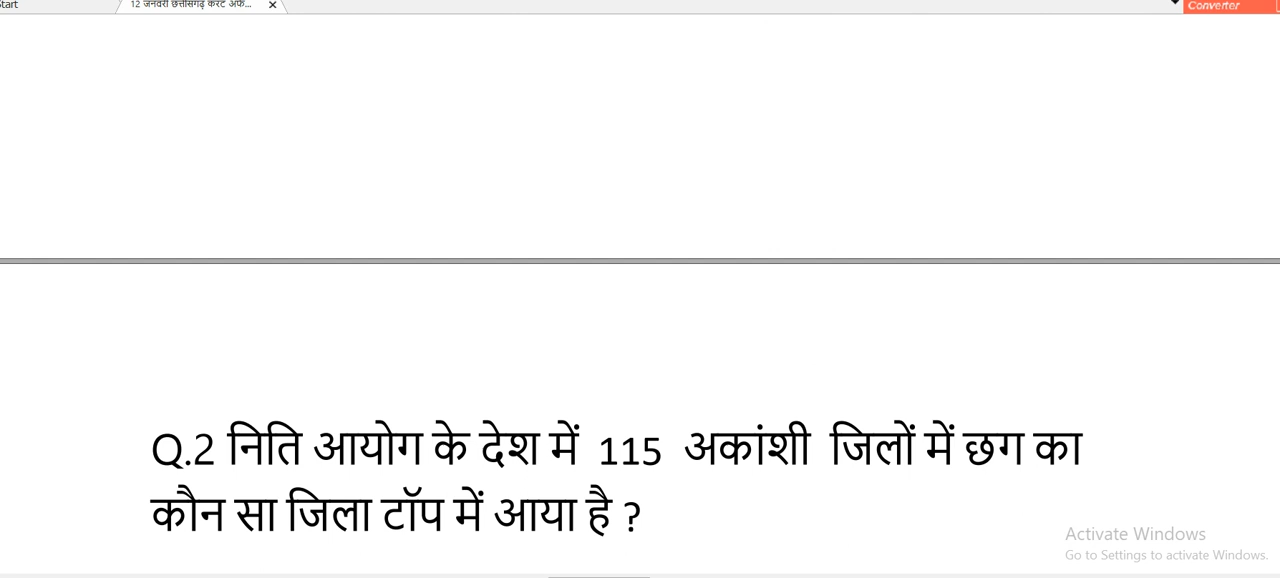 tart
12 जनवरी छत्तीसगढ़ करेंट अफे...
Converter
Q.2 निति आयोग के देश में 115 अकांशी जिलों में छग का
कौन सा जिला टॉप में आया है ?
Activate Windows
Go to Settings to activate Windows.